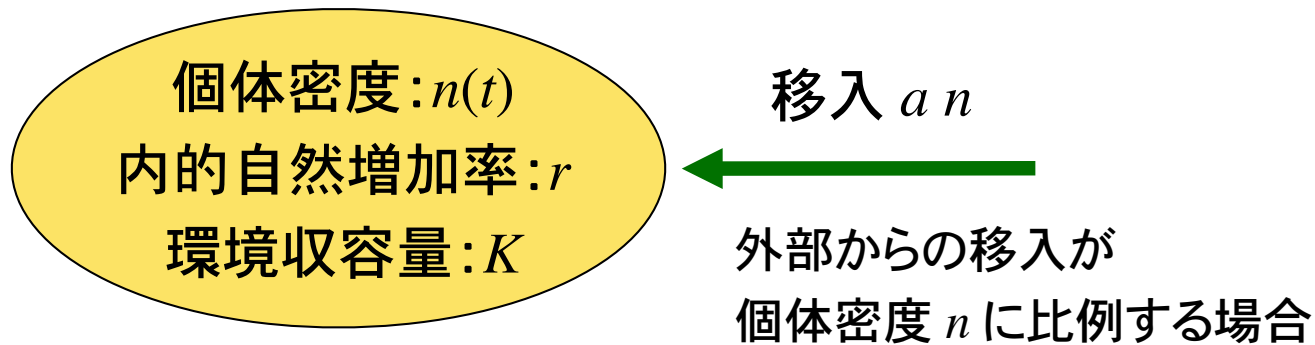 個体密度:n(t)
内的自然増加率:r
環境収容量:K
移入 a n
外部からの移入が
個体密度 n に比例する場合